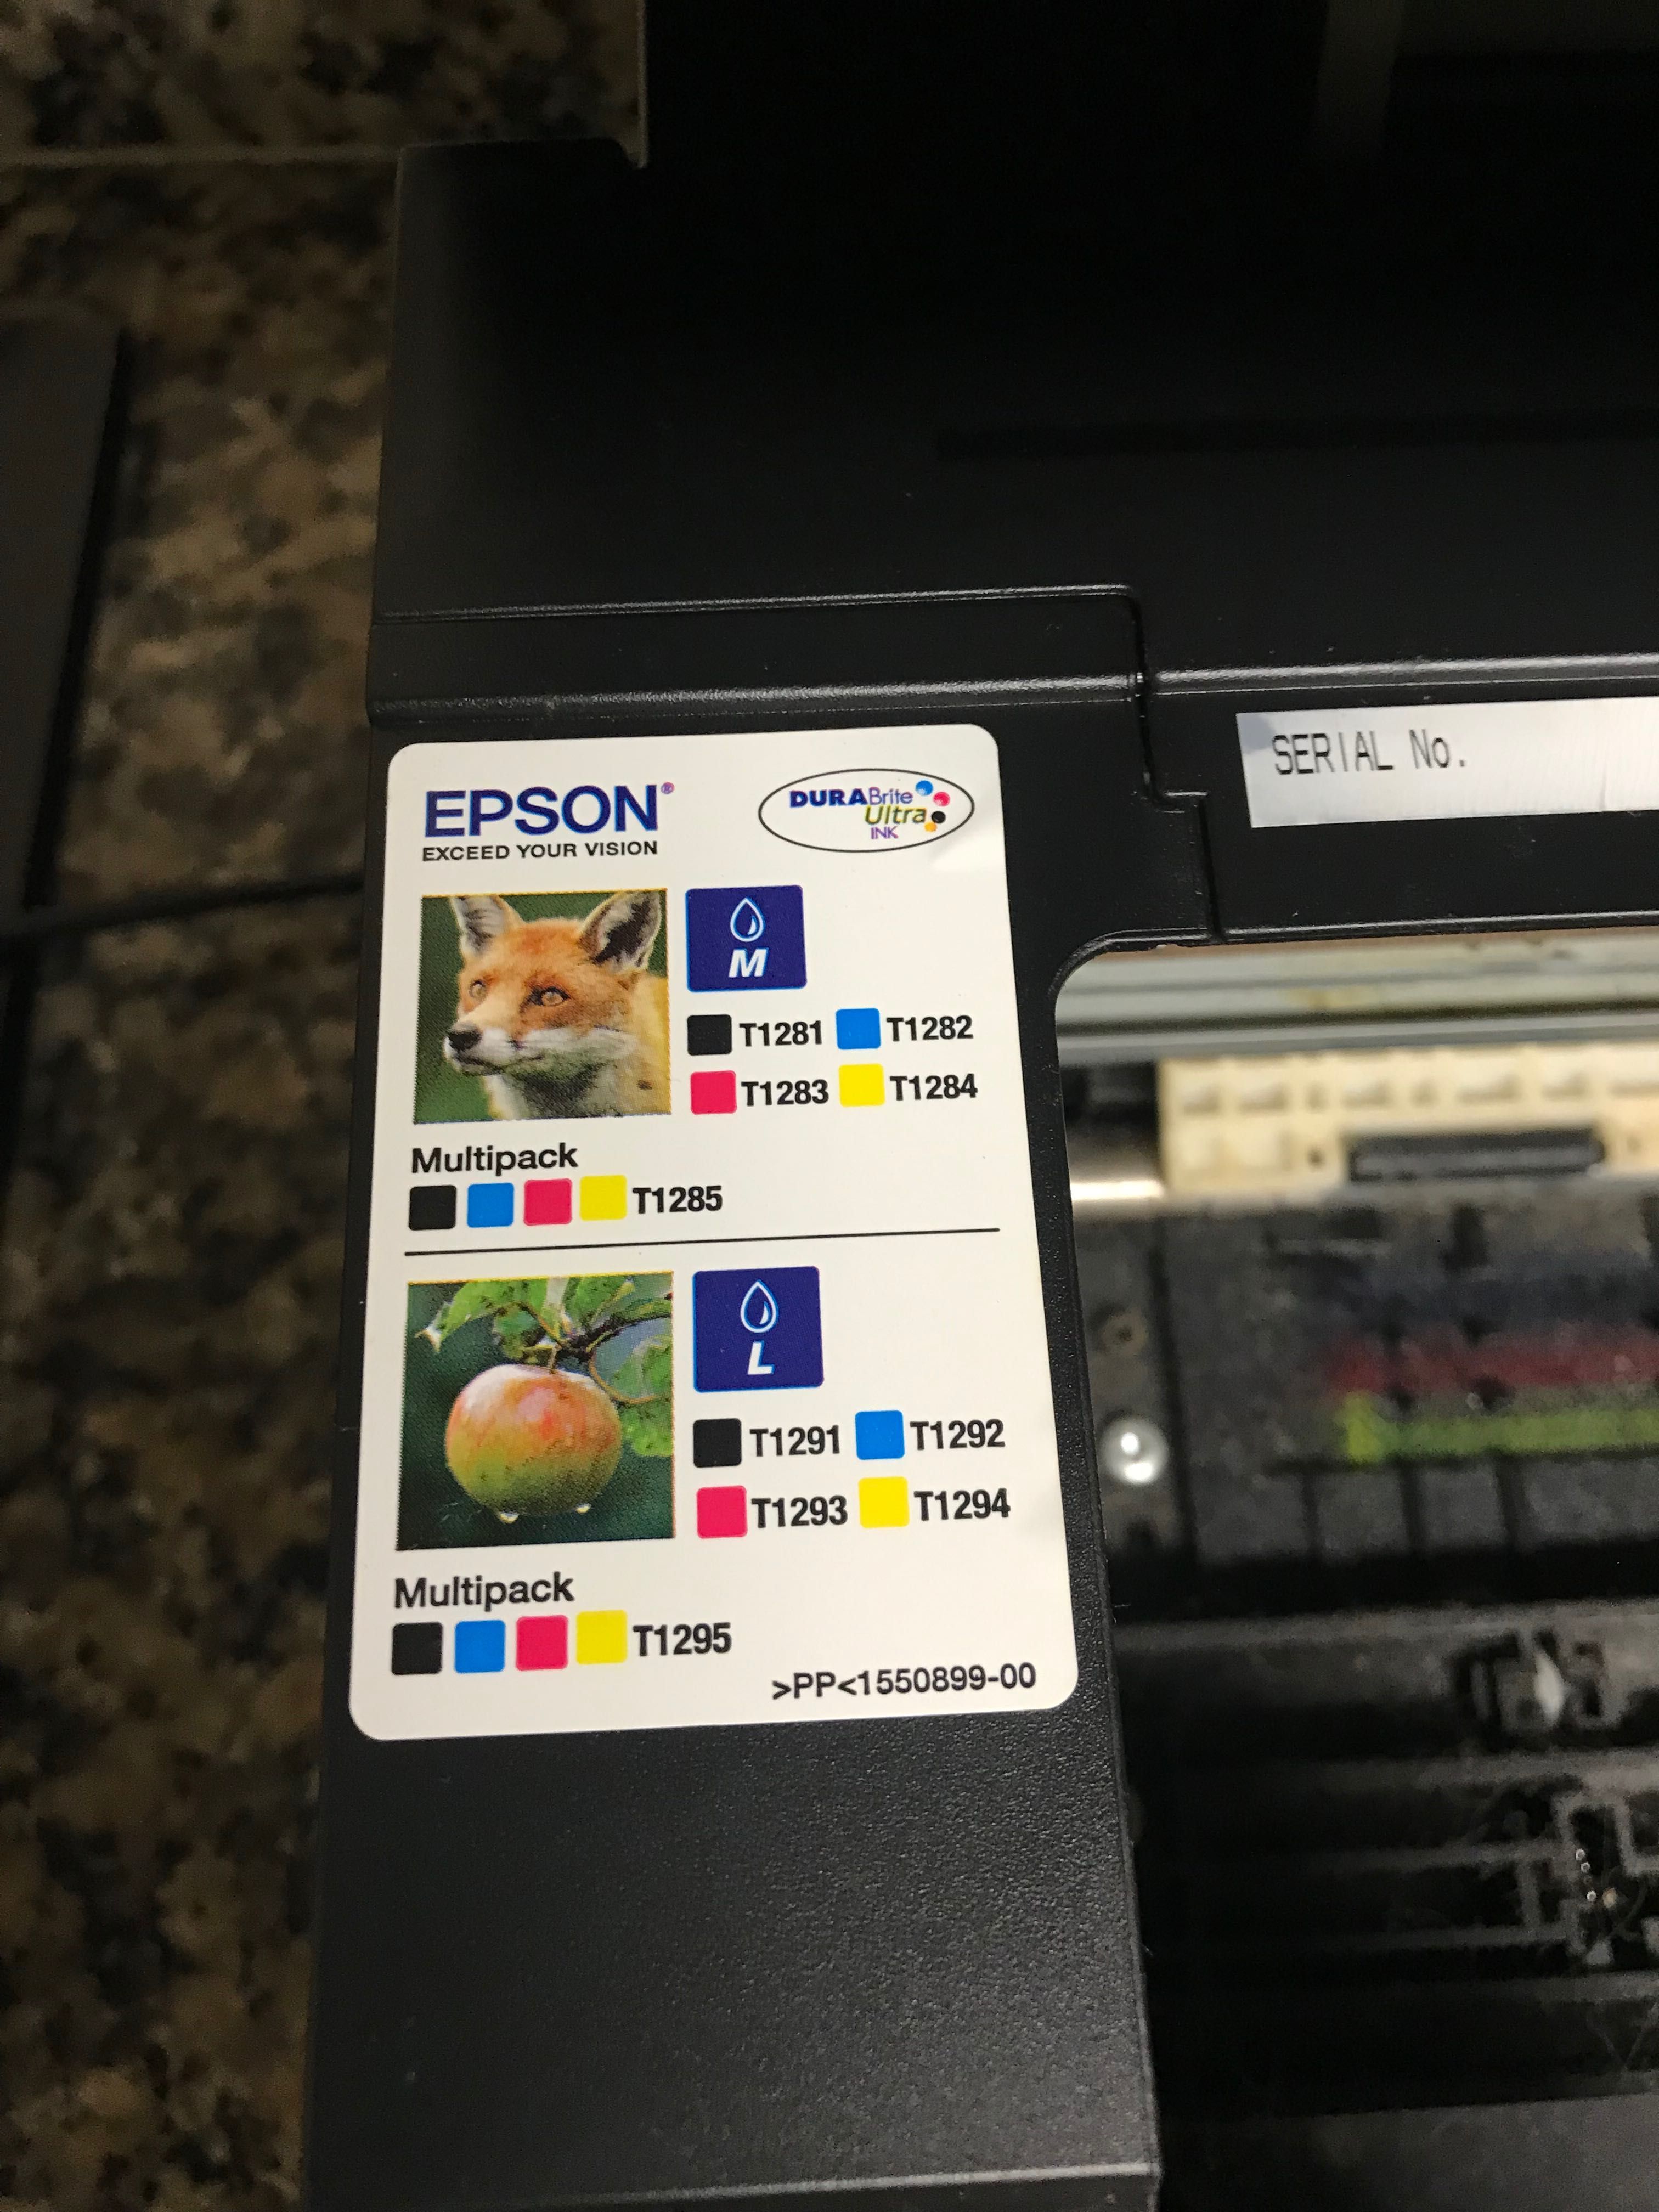 EPSON®
EXCEED YOUR VISION
DURABrite
Ultra
INK
SERIAL No.
M
T1281 T1282
T1283 T1284
Multipack
T1285
L
T1291 T1292
T1293 T1294
Multipack
T1295
>PP<1550899-00